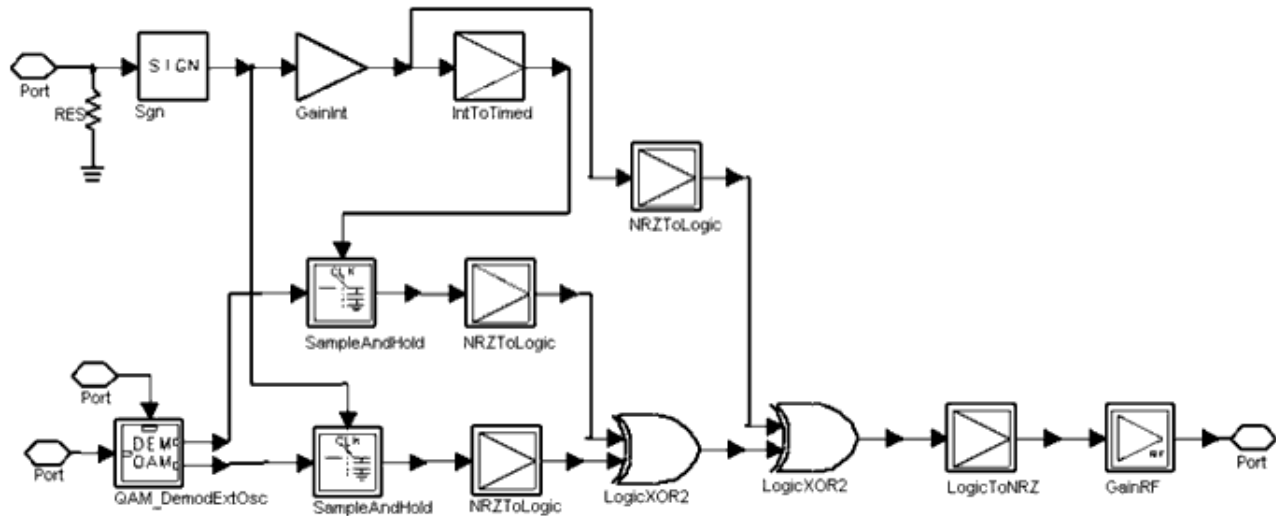 Port
RES
SIGN
Sgn
GainInt
IntToTimed
NRZToLogic
CLK
SampleAndHold
NRZToLogic
Port
Port
DEM
QAM
QAM_DemodExtOsc
CLK
SampleAndHold
NRZToLogic
LogicXOR2
LogicXOR2
LogicToNRZ
RF
GainRF
Port